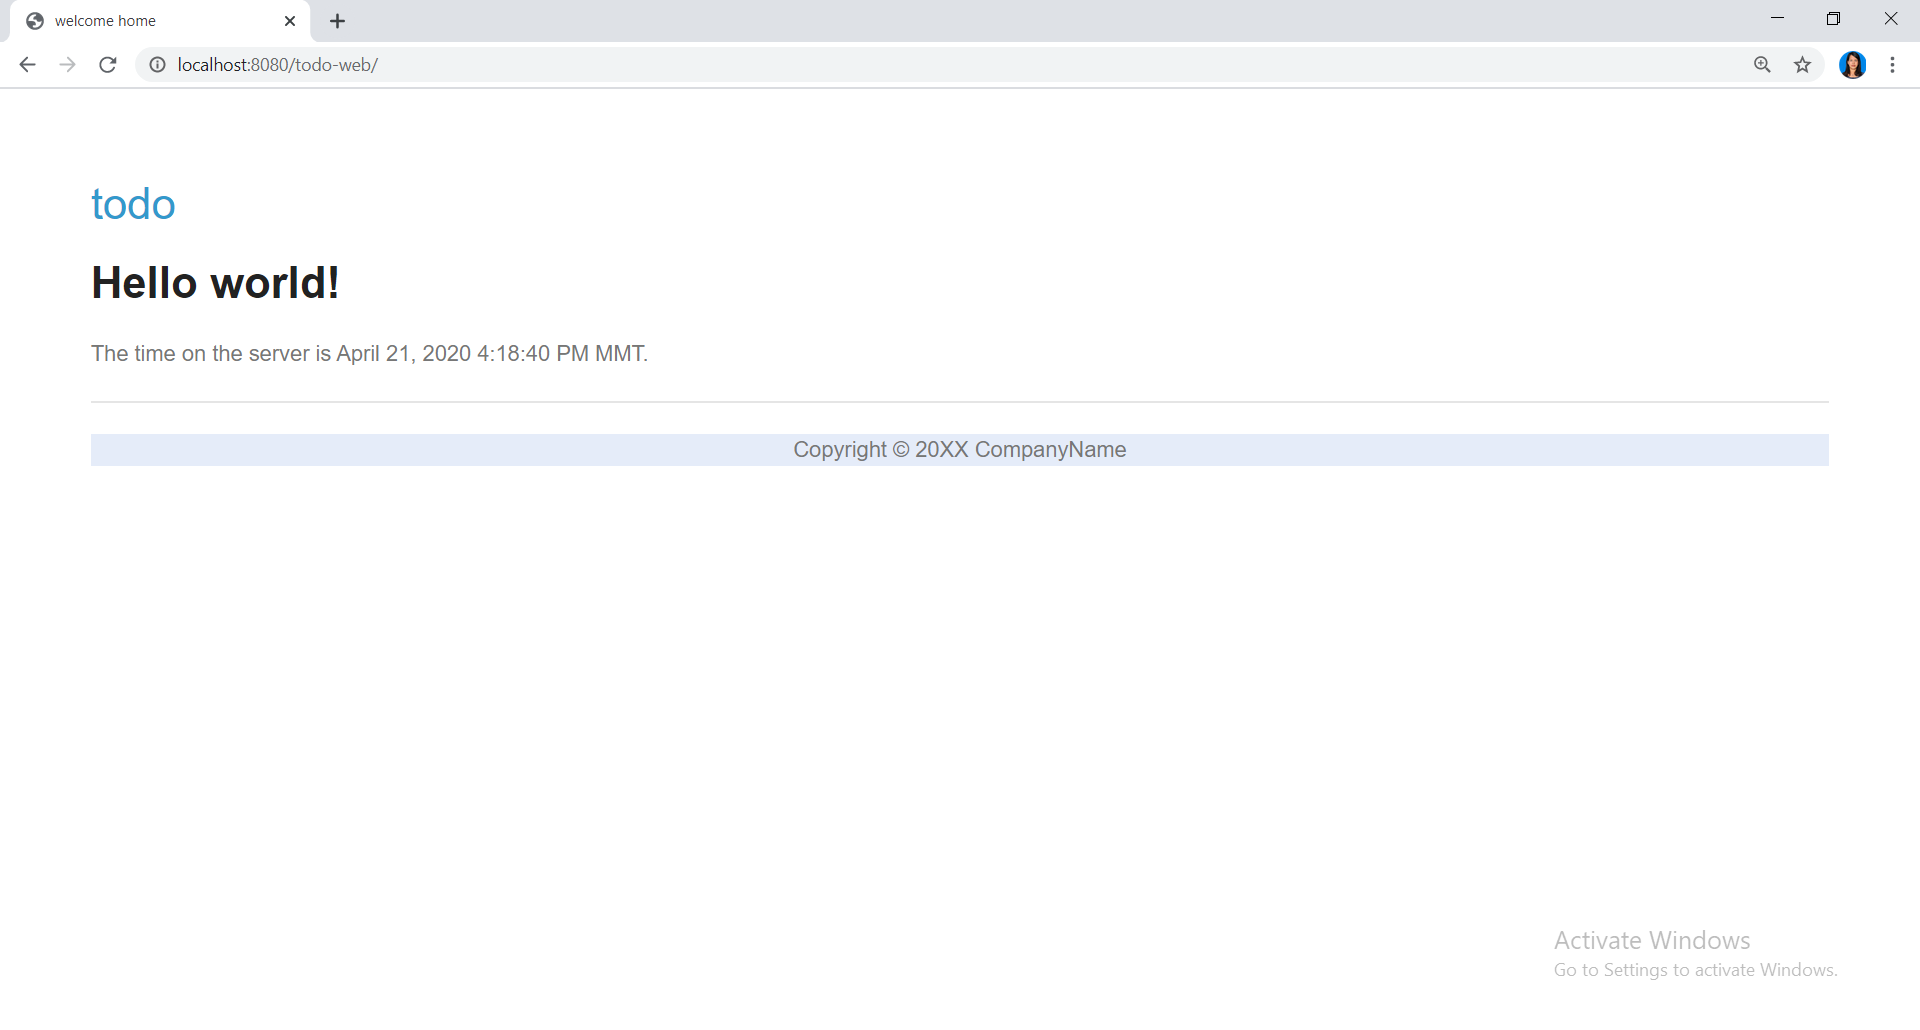 welcome home
localhost:8080/todo-web/
todo
Hello world!
The time on the server is April 21, 2020 4:18:40 PM MMT.
Copyright © 20XX CompanyName
Activate Windows
Go to Settings to activate Windows.